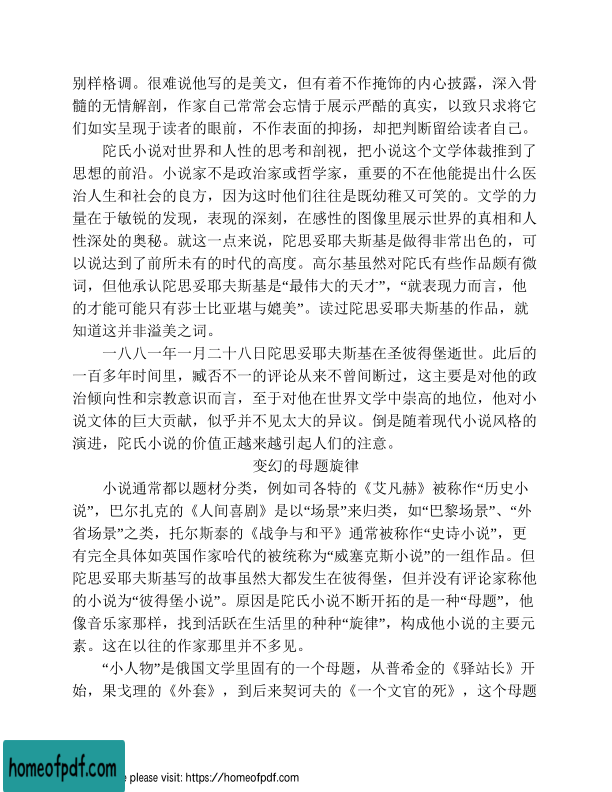 别样格调。很难说他写的是美文，但有着不作掩饰的内心披露，深入骨
髓的无情解剖，作家自己常常会忘情于展示严酷的真实，以致只求将它
们如实呈现于读者的眼前，不作表面的抑扬，却把判断留给读者自己。
陀氏小说对世界和人性的思考和剖视，把小说这个文学体裁推到了
思想的前沿。小说家不是政治家或哲学家，重要的不在他能提出什么医
治人生和社会的良方，因为这时他们往往是既幼稚又可笑的。文学的力
量在于敏锐的发现，表现的深刻，在感性的图像里展示世界的真相和人
性深处的奥秘。就这一点来说，陀思妥耶夫斯基是做得非常出色的，可
以说达到了前所未有的时代的高度。高尔基虽然对陀氏有些作品颇有微
词，但他承认陀思妥耶夫斯基是“最伟大的天才”，“就表现力而言，他
的才能可能只有莎士比亚堪与媲美”。读过陀思妥耶夫斯基的作品，就
知道这并非溢美之词。
一八八一年一月二十八日陀思妥耶夫斯基在圣彼得堡逝世。此后的
一百多年时间里，臧否不一的评论从来不曾间断过，这主要是对他的政
治倾向性和宗教意识而言，至于对他在世界文学中崇高的地位，他对小
说文体的巨大贡献，似乎并不见太大的异议。倒是随着现代小说风格的
演进，陀氏小说的价值正越来越引起人们的注意。
变幻的母题旋律
小说通常都以题材分类，例如司各特的《艾凡赫》被称作“历史小
说”，巴尔扎克的《人间喜剧》是以“场景”来归类，如“巴黎场景”、“外
省场景”之类，托尔斯泰的《战争与和平》通常被称作“史诗小说”，更
有完全具体如英国作家哈代的被统称为“威塞克斯小说”的一组作品。但
陀思妥耶夫斯基写的故事虽然大都发生在彼得堡，但并没有评论家称他
的小说为“彼得堡小说”。原因是陀氏小说不断开拓的是一种“母题”，他
像音乐家那样，找到活跃在生活里的种种“旋律”，构成他小说的主要元
素。这在以往的作家那里并不多见。
“小人物”是俄国文学里固有的一个母题，从普希金的《驿站长》开
始，果戈理的《外套》，到后来契诃夫的《一个文官的死》，这个母题
homeofpdf.com
e please visit: https://homeofpdf.com